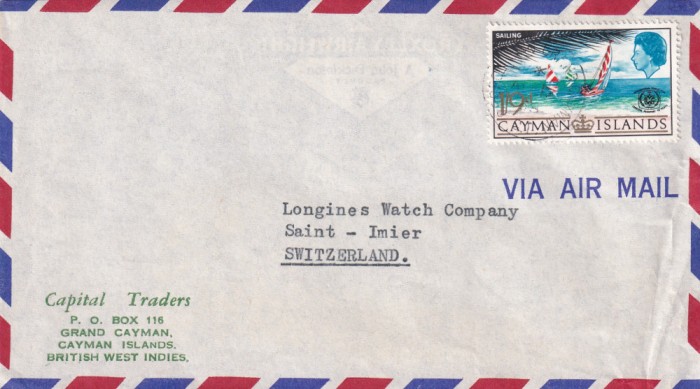 SAILING
1/9
CAYMAN ISLANDS
VIA AIR MAIL
Longines Watch Company
Saint - Imier
SWITZERLAND.
Capital Traders
P. O. BOX 116
GRAND CAYMAN,
CAYMAN ISLANDS.
BRITISH WEST INDIES,